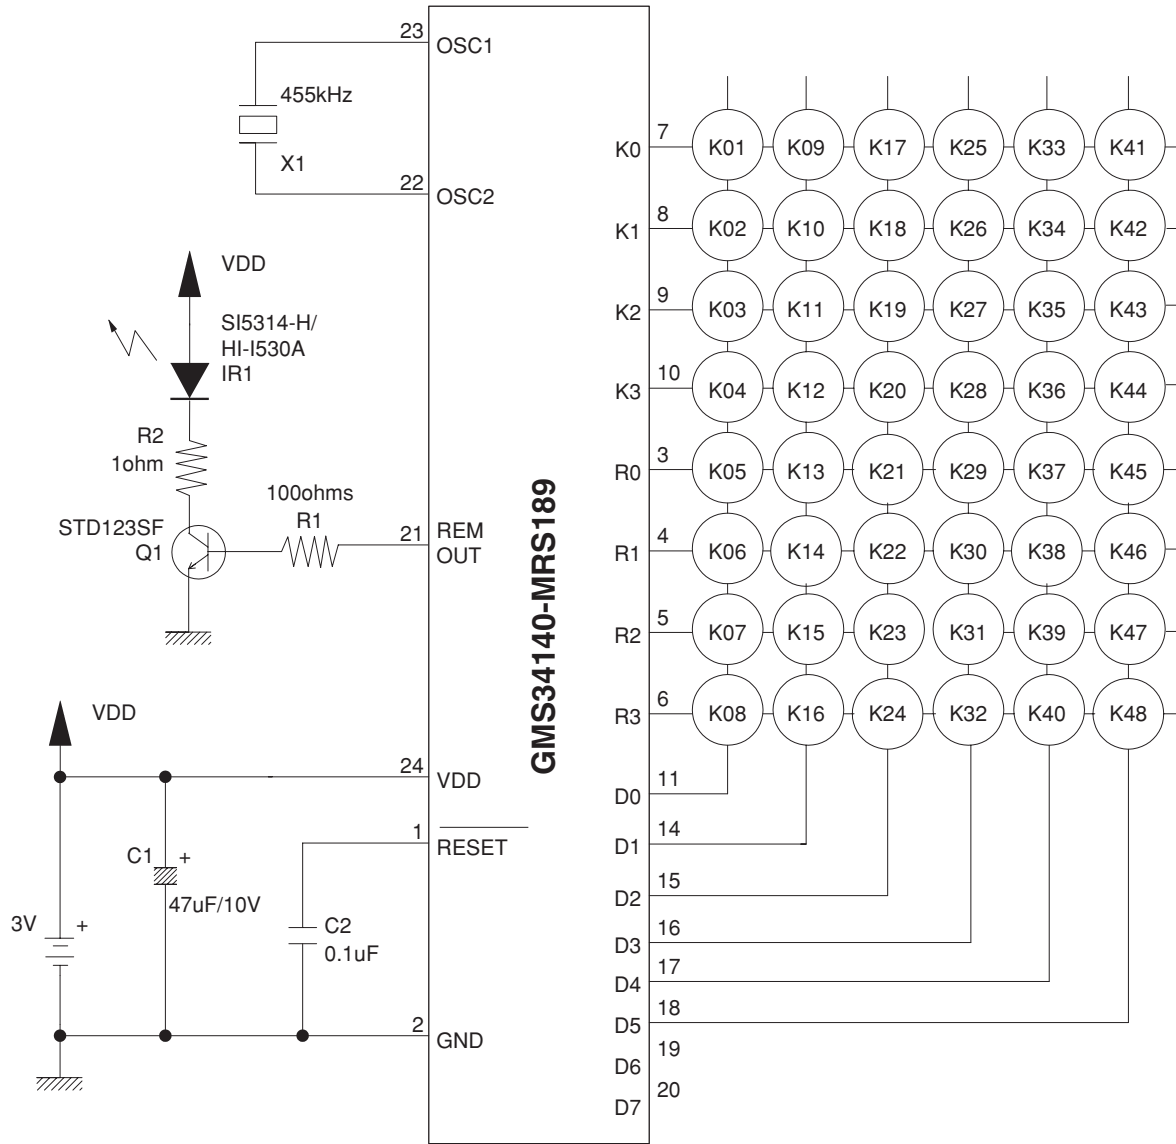 23
OSC1
455kHz
X1
22
OSC2
VDD
SI5314-H/
HI-I530A
IR1
R2
1ohm
100ohms
R1
STD123SF
Q1
21
REM
OUT
VDD
24
VDD
1
RESET
C1
+
47uF/10V
3V
+
C2
0.1uF
2
GND
GMS34140-MRS189
K0 7 K01 K09 K17 K25 K33 K41
K1 8 K02 K10 K18 K26 K34 K42
K2 9 K03 K11 K19 K27 K35 K43
K3 10 K04 K12 K20 K28 K36 K44
R0 3 K05 K13 K21 K29 K37 K45
R1 4 K06 K14 K22 K30 K38 K46
R2 5 K07 K15 K23 K31 K39 K47
R3 6 K08 K16 K24 K32 K40 K48
D0 11
D1 14
D2 15
D3 16
D4 17
D5 18
D6 19
D7 20